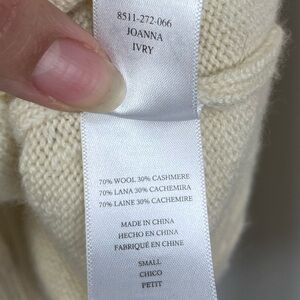 8511-272-066
JOANNA
IVRY
70% WOOL 30% CASHMERE
70% LANA 30% CACHEMIRA
70% LAINE 30% CACHEMIRE
MADE IN CHINA
HECHO EN CHINA
FABRIQUÉ EN CHINE
SMALL
CHICO
PETIT